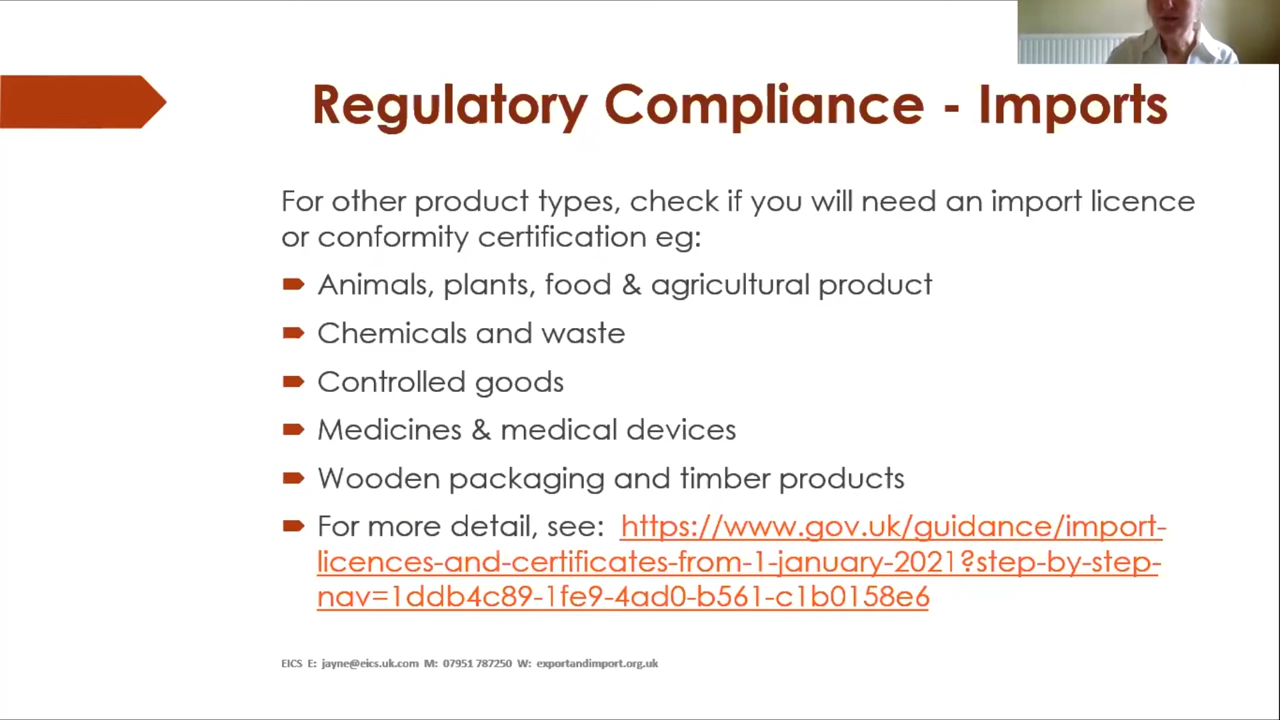 Regulatory Compliance - Imports
For other product types, check if you will need an import licence
or conformity certification eg:
Animals, plants, food & agricultural product
Chemicals and waste
Controlled goods
Medicines & medical devices
Wooden packaging and timber products
For more detail, see: https://www.gov.uk/guidance/import-
licences-and-certificates-from-1-january-2021?step-by-step-
nav=1ddb4c89-1fe9-4ad0-b561-c1b0158e6
EICS E: jayne@eics.uk.com M: 07951 787250 W: exportandimport.org.uk